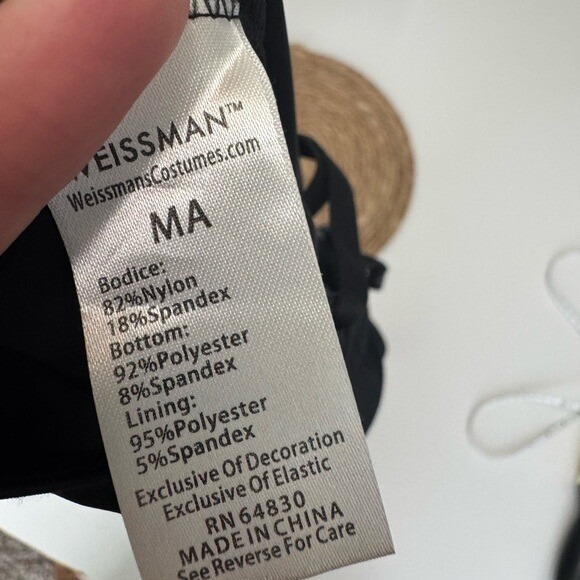 WEISSMAN™
WeissmansCostumes.com
MA
Bodice:
82%Nylon
18%Spandex
Bottom:
92%Polyester
8%Spandex
Lining:
95%Polyester
5%Spandex
Exclusive Of Decoration
Exclusive Of Elastic
RN 64830
MADE IN CHINA
See Reverse For Care